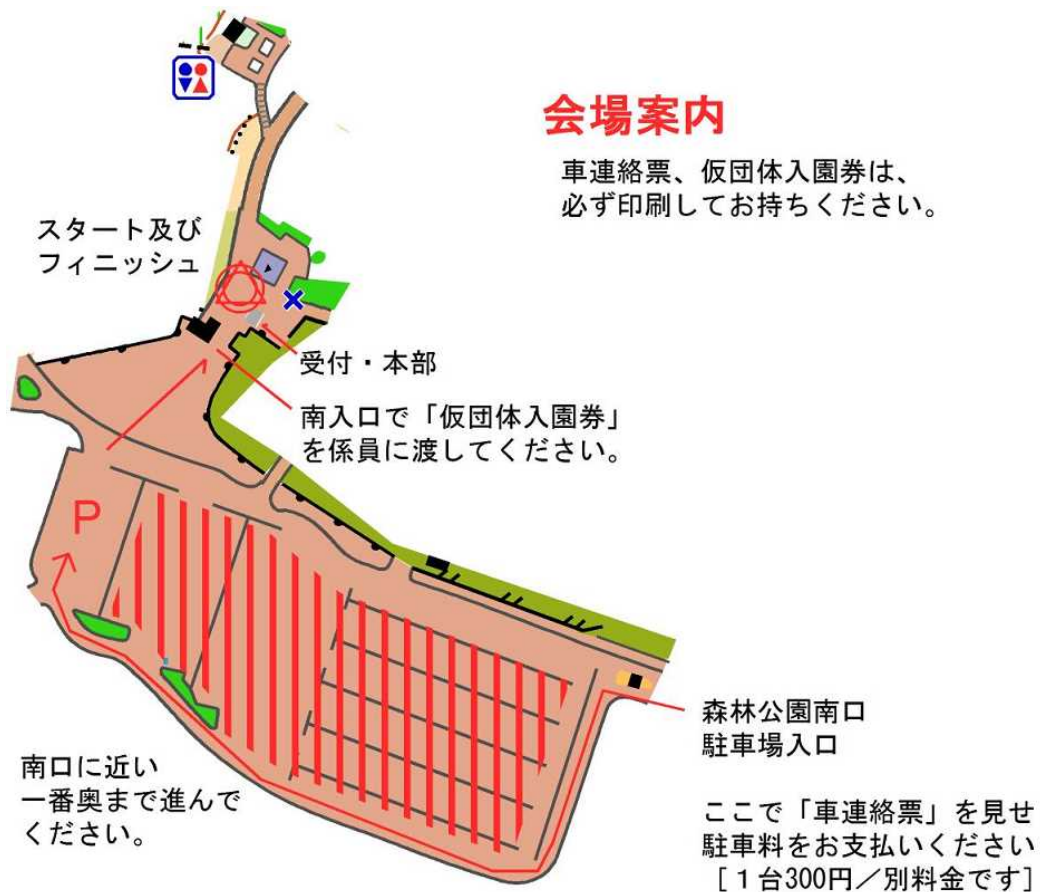 会場案内
車連絡票、仮団体入園券は、
必ず印刷してお持ちください。
スタート及び
フィニッシュ
受付・本部
南入口で「仮団体入園券」
を係員に渡してください。
P
森林公園南口
駐車場入口
南口に近い
一番奥まで進んで
ください。
ここで「車連絡票」を見せ
駐車料をお支払いください
[１台300円／別料金です]